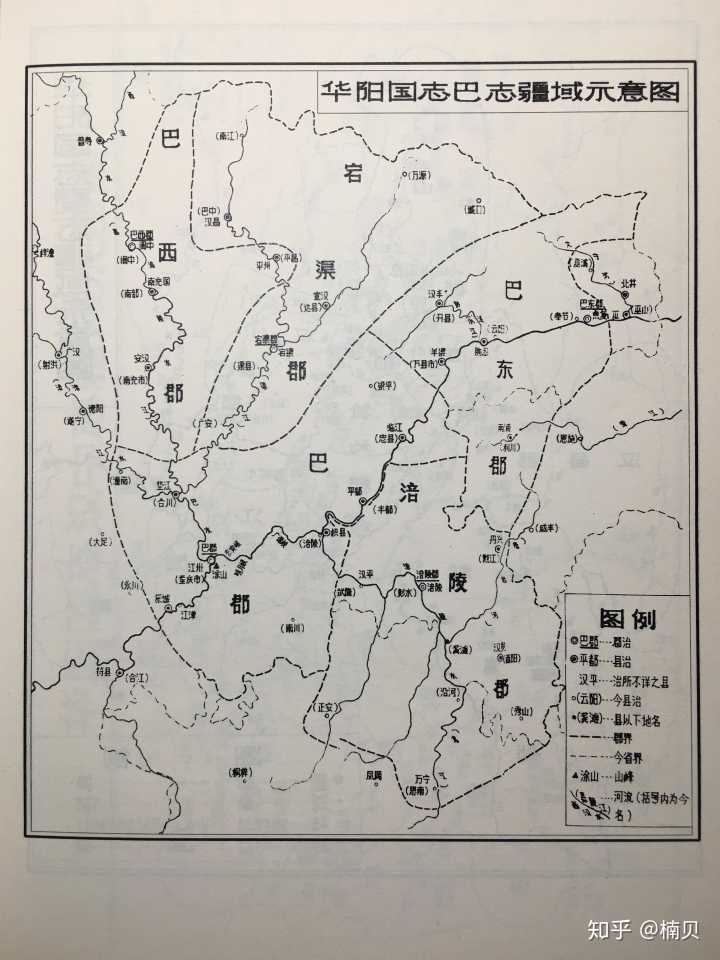 华阳国志巴志疆域示意图
巴
西
郡
宕
渠
郡
巴
东
郡
巴
郡
涪
陵
郡
(南江)
(万源)
(城口)
(巴中)
汉昌
平州
(平昌)
巴西郡
阆中
(阆中)
南充国
(南部)
宣汉
(达县)
宕渠郡
宕渠
(渠县)
安汉
(南充市)
广汉
(射洪)
德阳
(遂宁)
(广安)
(潼南)
垫江
(合川)
(大足)
(永川)
巴郡
江州
(重庆市)
涂山
乐城
江津
符县
(合江)
(南川)
(涪陵)
枳县
平都
(丰都)
临江
(忠县)
(梁平)
羊渠
(万县市)
汉丰
(开县)
(云阳)
朐忍
(奉节)
巴东郡
巫
(巫山)
北井
(巫溪)
南浦
(利川)
(恩施)
(咸丰)
丹兴
(黔江)
汉平
(武隆)
(彭水)
涪陵郡
涪陵
(龚滩)
汉葭
(酉阳)
(沿河)
(秀山)
(正安)
(桐梓)
凤岡
万宁
(思南)
图例
巴郡----郡治
平都----县治
汉平----治所不详之县
(云阳)----今县治
(龚滩)----县以下地名
郡界
今省界
涂山----山峰
----河流(括号内为今名)
知乎 @楠贝